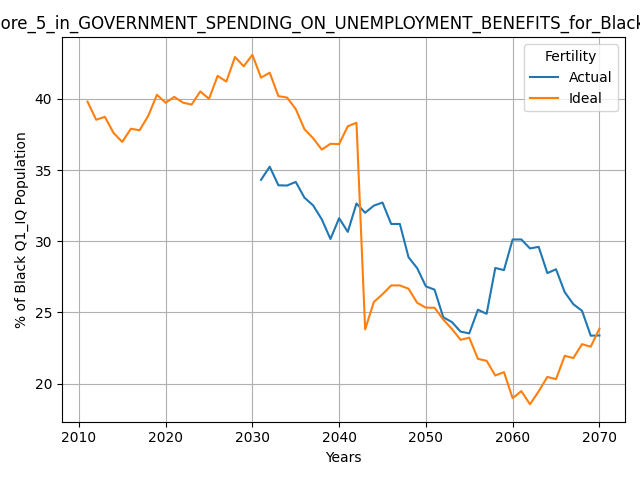 ore_5_in_GOVERNMENT_SPENDING_ON_UNEMPLOYMENT_BENEFITS_for_Black
Fertility
Actual
Ideal
% of Black Q1_IQ Population
40
35
30
25
20
2010 2020 2030 2040 2050 2060 2070
Years